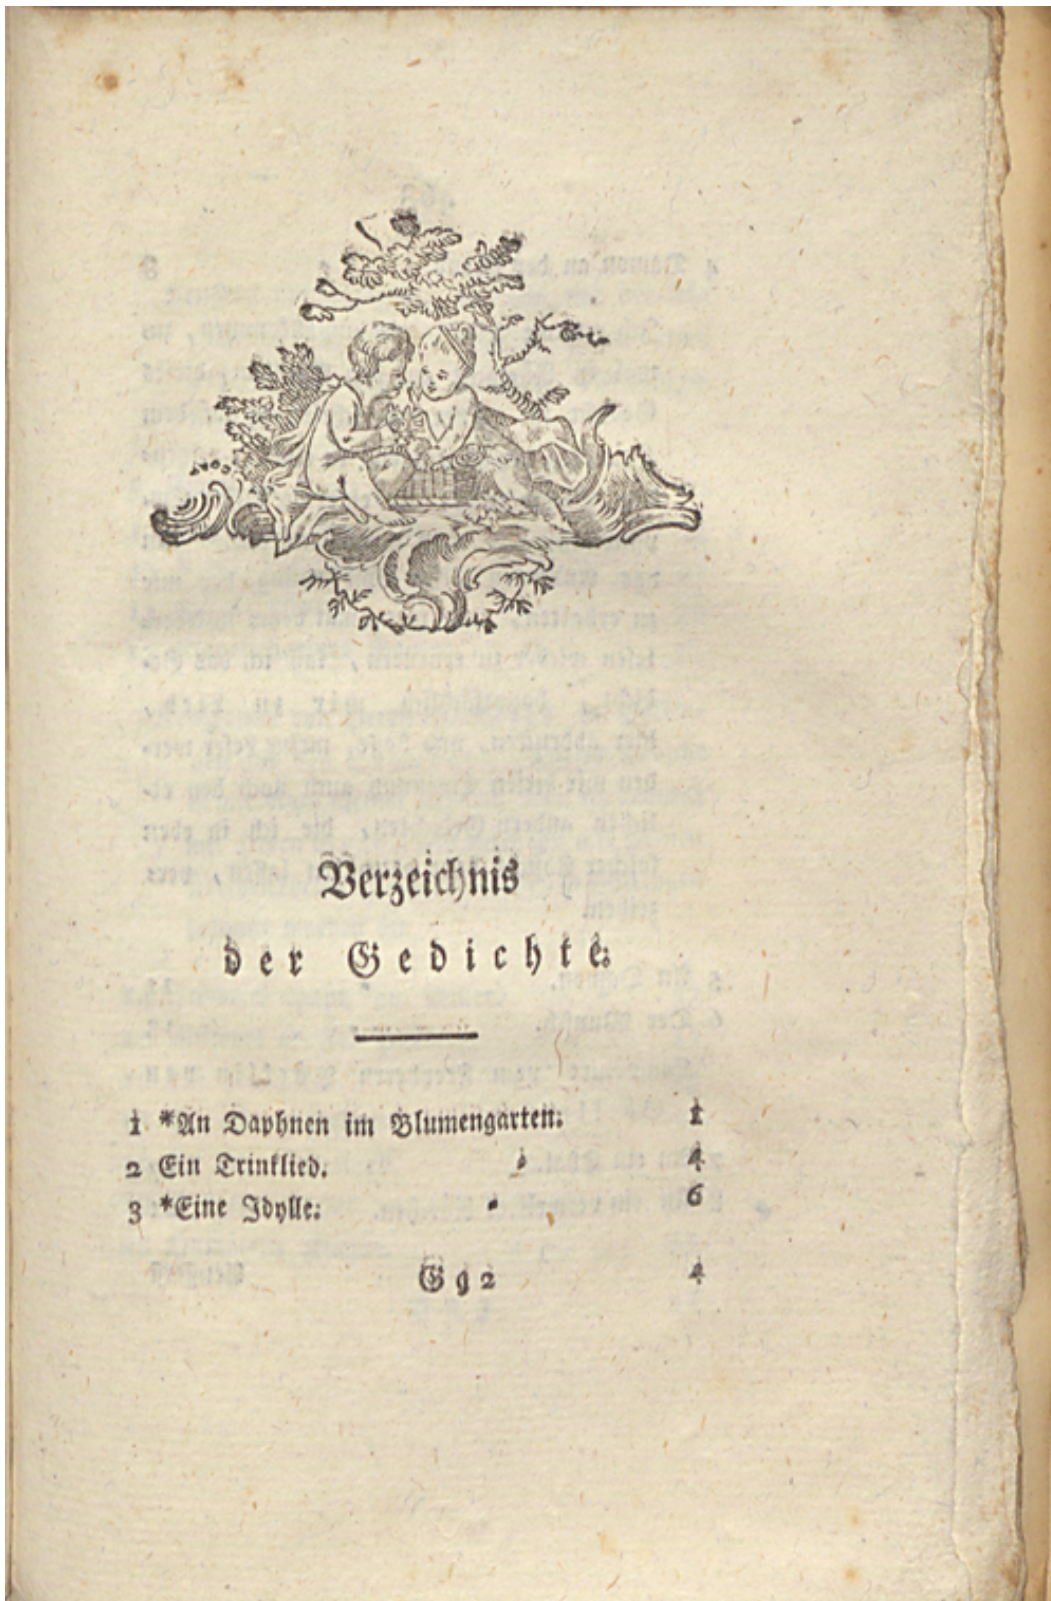 Verzeichnis
der Gedichte.
1 *An Daphnen im Blumengarten. 1
2 Ein Trinklied. 4
3 *Eine Idylle. 6
Gg 2 4